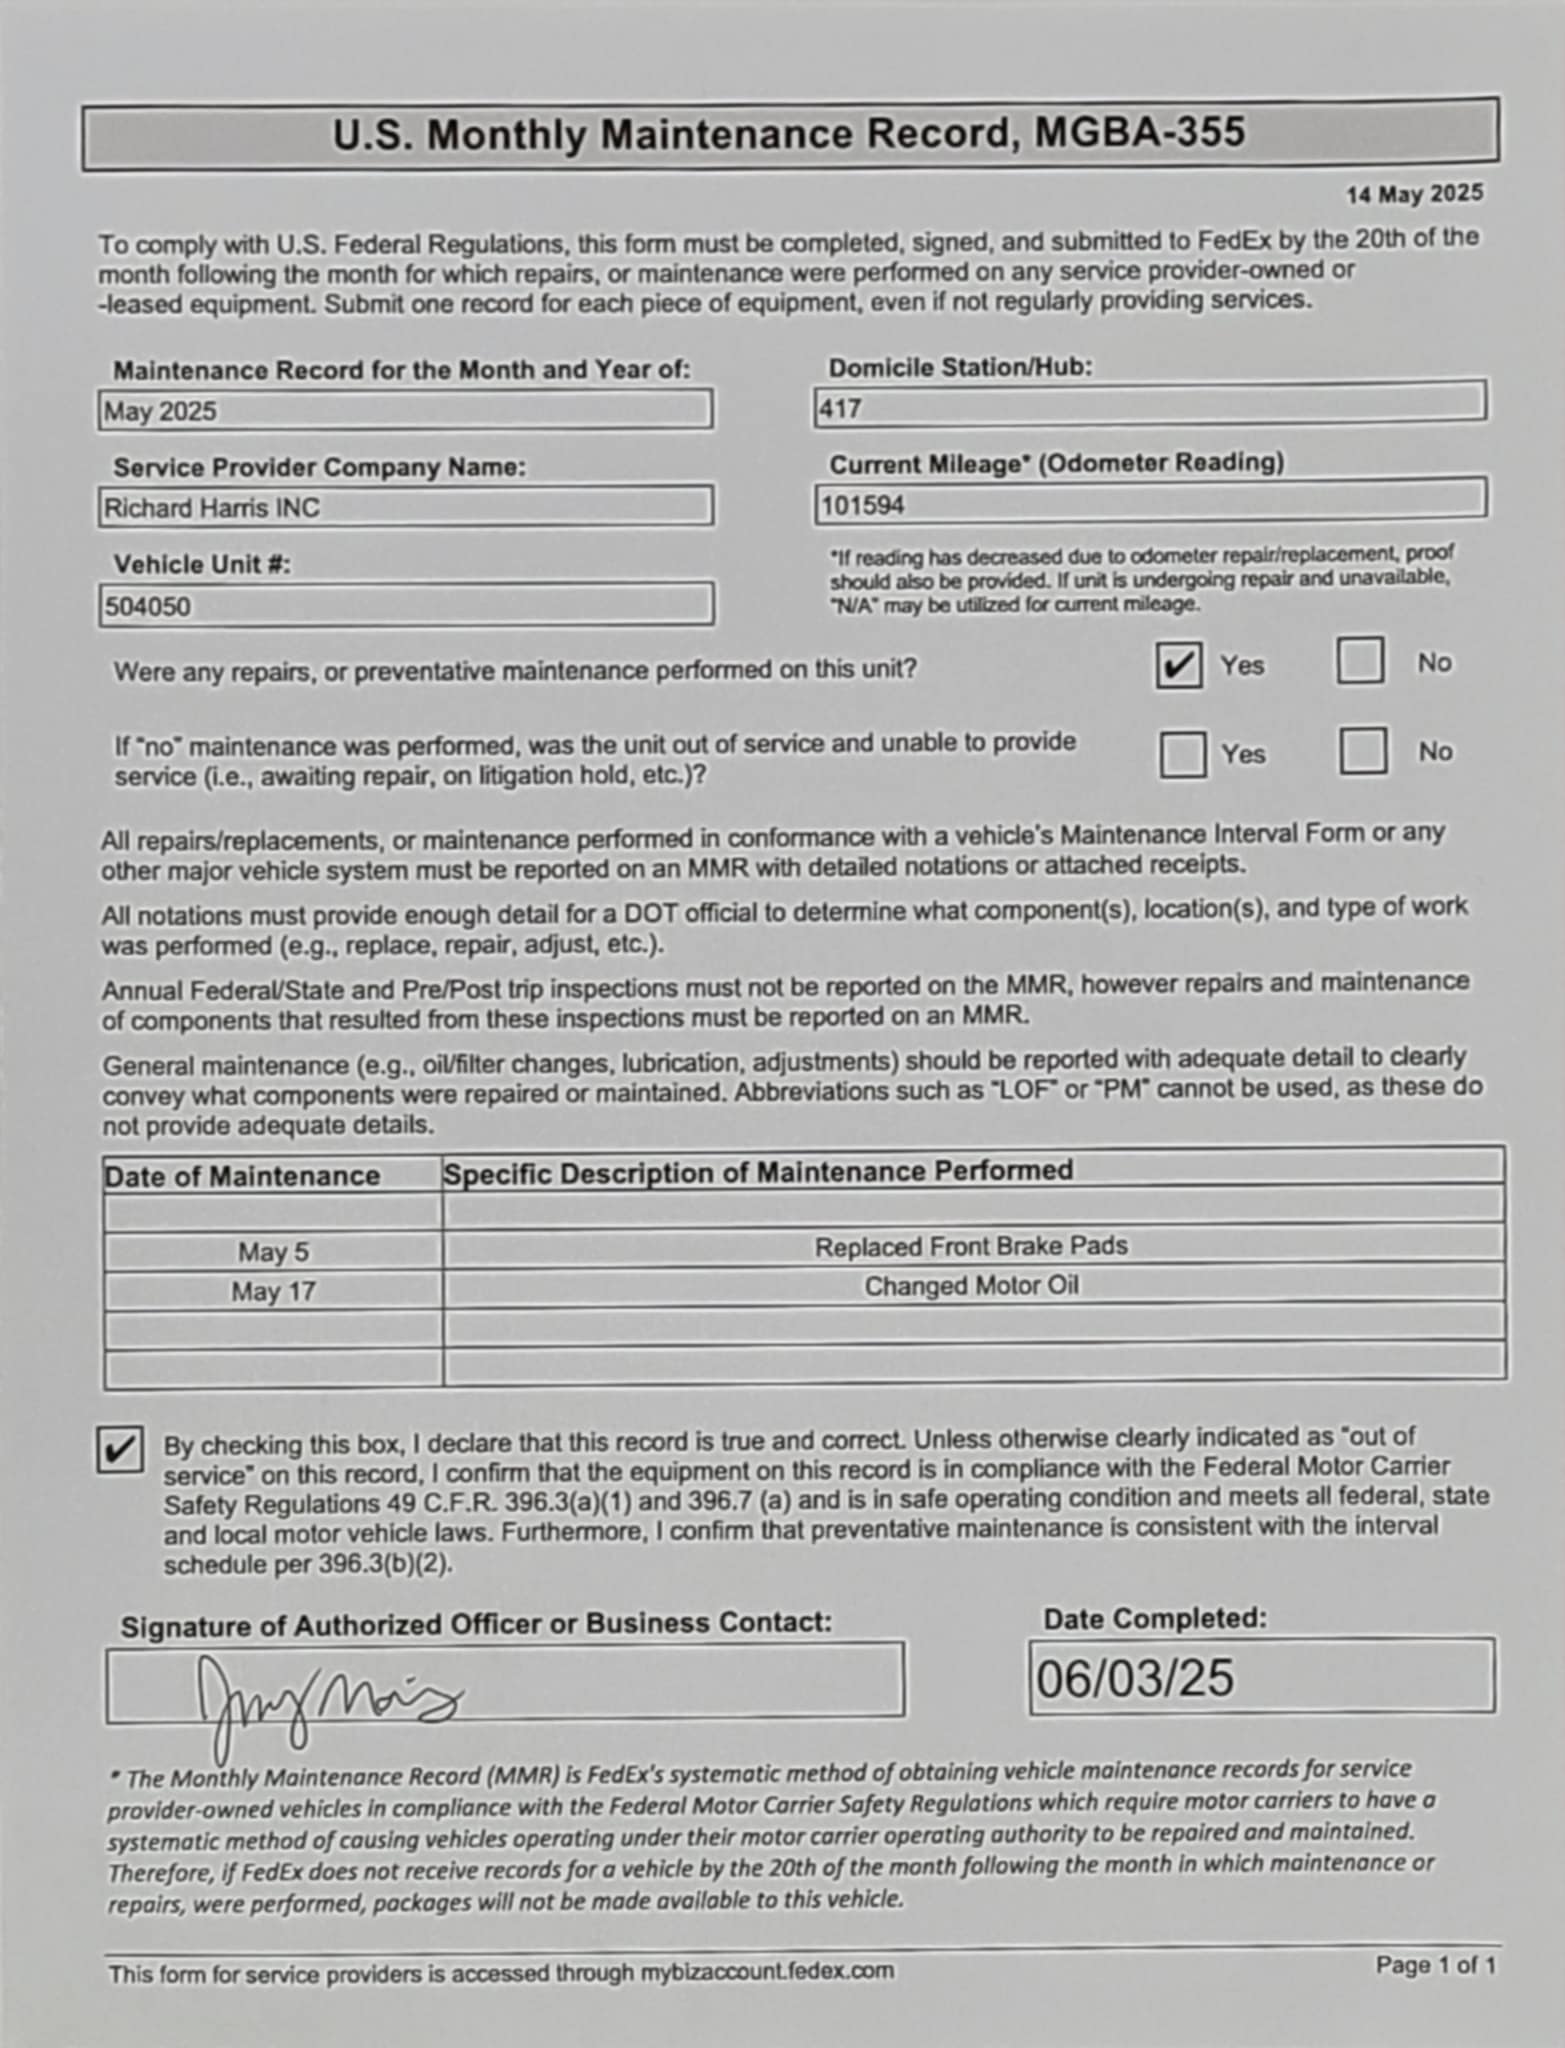 U.S. Monthly Maintenance Record, MGBA-355
14 May 2025
To comply with U.S. Federal Regulations, this form must be completed, signed, and submitted to FedEx by the 20th of the
month following the month for which repairs, or maintenance were performed on any service provider-owned or
-leased equipment. Submit one record for each piece of equipment, even if not regularly providing services.
Maintenance Record for the Month and Year of:
May 2025
Domicile Station/Hub:
417
Service Provider Company Name:
Richard Harris INC
Current Mileage* (Odometer Reading)
101594
Vehicle Unit #:
504050
*If reading has decreased due to odometer repair/replacement, proof
should also be provided. If unit is undergoing repair and unavailable,
"N/A" may be utilized for current mileage.
Were any repairs, or preventative maintenance performed on this unit? ✔ Yes No
If "no" maintenance was performed, was the unit out of service and unable to provide
service (i.e., awaiting repair, on litigation hold, etc.)? Yes No
All repairs/replacements, or maintenance performed in conformance with a vehicle's Maintenance Interval Form or any
other major vehicle system must be reported on an MMR with detailed notations or attached receipts.
All notations must provide enough detail for a DOT official to determine what component(s), location(s), and type of work
was performed (e.g., replace, repair, adjust, etc.).
Annual Federal/State and Pre/Post trip inspections must not be reported on the MMR, however repairs and maintenance
of components that resulted from these inspections must be reported on an MMR.
General maintenance (e.g., oil/filter changes, lubrication, adjustments) should be reported with adequate detail to clearly
convey what components were repaired or maintained. Abbreviations such as "LOF" or "PM" cannot be used, as these do
not provide adequate details.
Date of Maintenance Specific Description of Maintenance Performed
May 5 Replaced Front Brake Pads
May 17 Changed Motor Oil
✔ By checking this box, I declare that this record is true and correct. Unless otherwise clearly indicated as "out of
service" on this record, I confirm that the equipment on this record is in compliance with the Federal Motor Carrier
Safety Regulations 49 C.F.R. 396.3(a)(1) and 396.7 (a) and is in safe operating condition and meets all federal, state
and local motor vehicle laws. Furthermore, I confirm that preventative maintenance is consistent with the interval
schedule per 396.3(b)(2).
Signature of Authorized Officer or Business Contact:
Date Completed:
06/03/25
* The Monthly Maintenance Record (MMR) is FedEx's systematic method of obtaining vehicle maintenance records for service
provider-owned vehicles in compliance with the Federal Motor Carrier Safety Regulations which require motor carriers to have a
systematic method of causing vehicles operating under their motor carrier operating authority to be repaired and maintained.
Therefore, if FedEx does not receive records for a vehicle by the 20th of the month following the month in which maintenance or
repairs, were performed, packages will not be made available to this vehicle.
This form for service providers is accessed through mybizaccount.fedex.com
Page 1 of 1